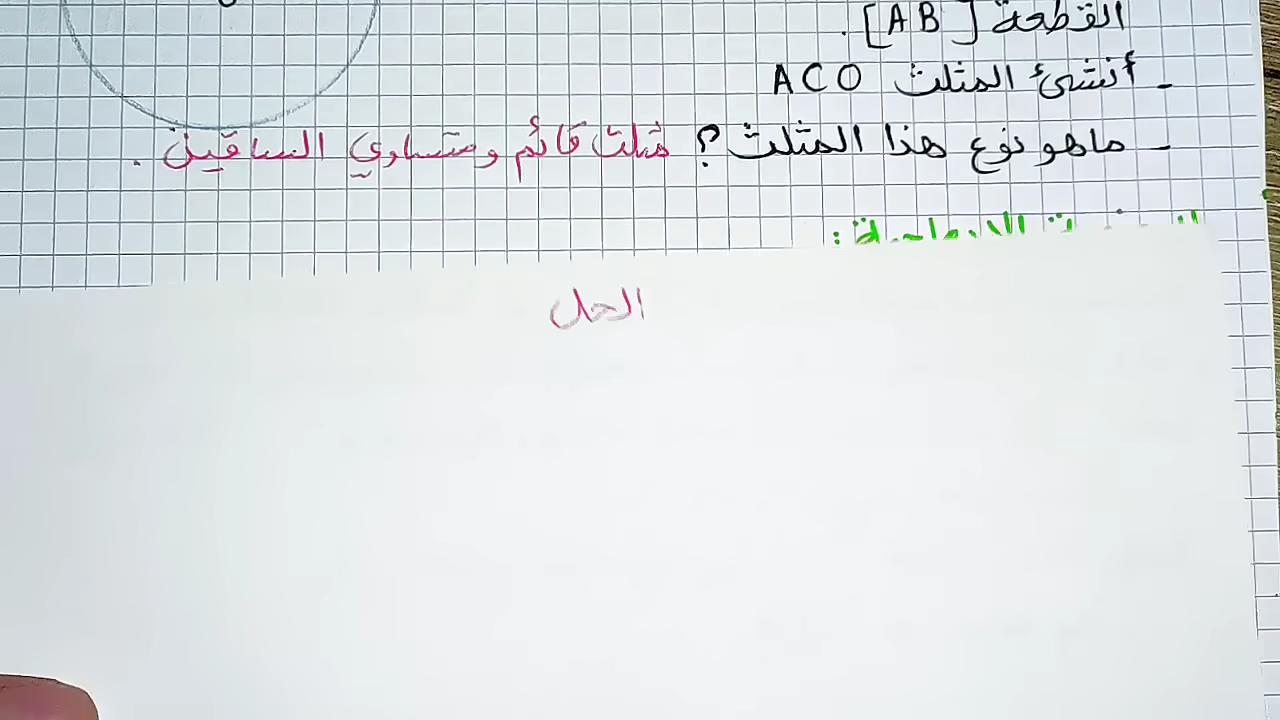 القطعة [AB].
- أنشئ المثلث ACO
- ماهو نوع هذا المثلث؟ مثلث قائم ومتساوي الساقين.
الحل